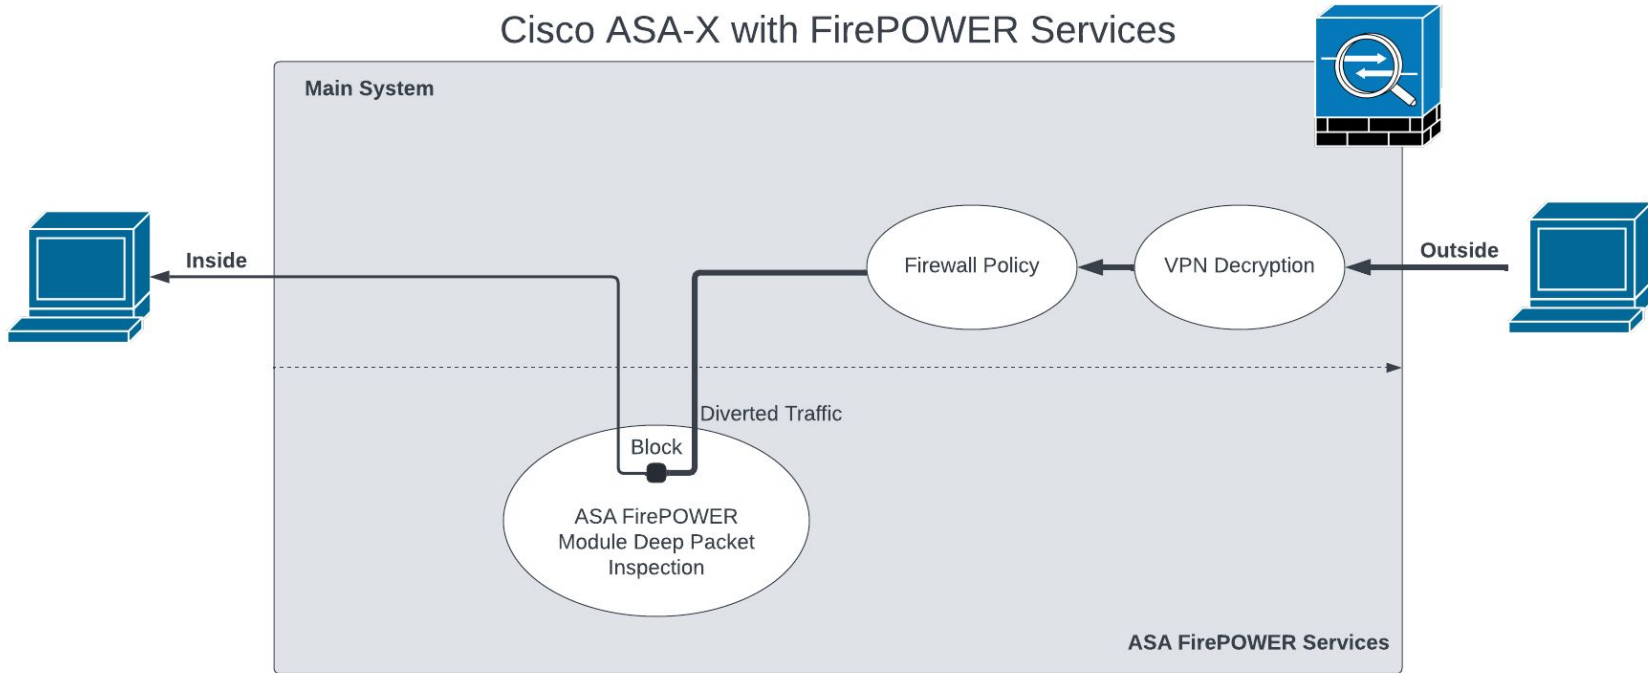 Cisco ASA-X with FirePOWER Services
Main System
Inside
Firewall Policy
VPN Decryption
Outside
Diverted Traffic
Block
ASA FirePOWER
Module Deep Packet
Inspection
ASA FirePOWER Services